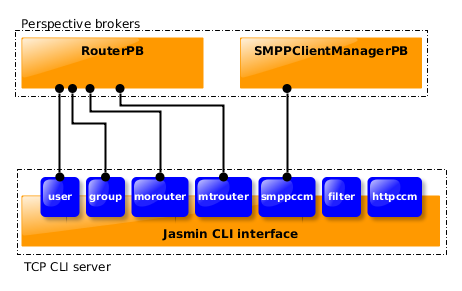 Perspective brokers
RouterPB
SMPPClientManagerPB
user
group
morouter
mtrouter
smppccm
filter
httpccm
Jasmin CLI interface
TCP CLI server